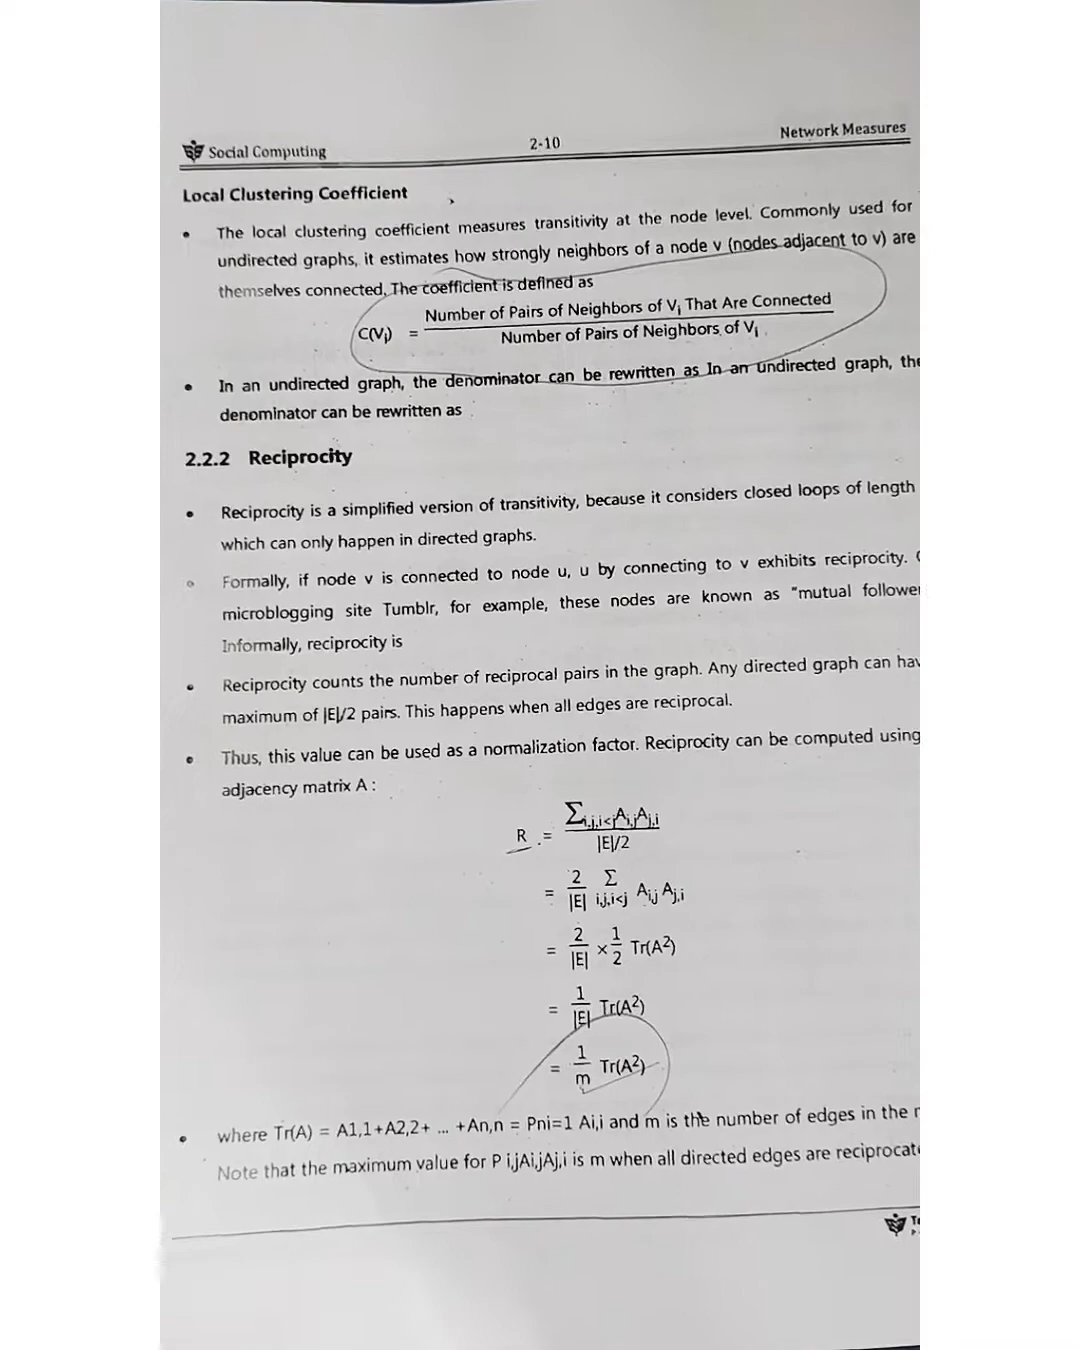 Social Computing 2-10 Network Measures
Local Clustering Coefficient
• The local clustering coefficient measures transitivity at the node level. Commonly used for
undirected graphs, it estimates how strongly neighbors of a node v (nodes adjacent to v) are
themselves connected. The coefficient is defined as
C(Vi) = Number of Pairs of Neighbors of Vi That Are Connected
Number of Pairs of Neighbors of Vi
• In an undirected graph, the denominator can be rewritten as In an undirected graph, the
denominator can be rewritten as
2.2.2 Reciprocity
• Reciprocity is a simplified version of transitivity, because it considers closed loops of length
which can only happen in directed graphs.
• Formally, if node v is connected to node u, u by connecting to v exhibits reciprocity.
microblogging site Tumblr, for example, these nodes are known as "mutual
Informally, reciprocity is
• Reciprocity counts the number of reciprocal pairs in the graph. Any directed graph can
maximum of |E|/2 pairs. This happens when all edges are reciprocal.
• Thus, this value can be used as a normalization factor. Reciprocity can be computed using
adjacency matrix A :
R = Σi,j,i<jAi,jAj,i
|E|/2
= 2/|E| Σ i,j,i<j Ai,j Aj,i
= 2/|E| × 1/2 Tr(A²)
= 1/|E| Tr(A²)
= 1/m Tr(A²)
• where Tr(A) = A1,1+A2,2+ ... +An,n = Pni=1 Ai,i and m is the number of edges in the
Note that the maximum value for P i,jAi,jAj,i is m when all directed edges are